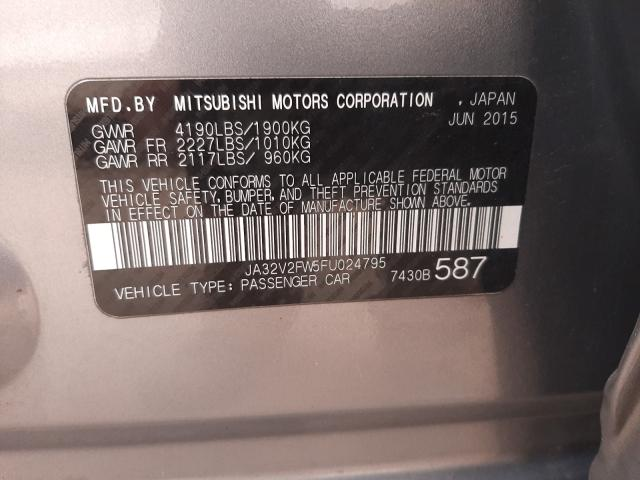 MFD.BY MITSUBISHI MOTORS CORPORATION , JAPAN
JUN 2015
GVWR 4190LBS/1900KG
GAWR FR 2227LBS/1010KG
GAWR RR 2117LBS/ 960KG
THIS VEHICLE CONFORMS TO ALL APPLICABLE FEDERAL MOTOR
VEHICLE SAFETY, BUMPER, AND THEFT PREVENTION STANDARDS
IN EFFECT ON THE DATE OF MANUFACTURE SHOWN ABOVE.
JA32V2FW5FU024795
VEHICLE TYPE: PASSENGER CAR 7430B 587